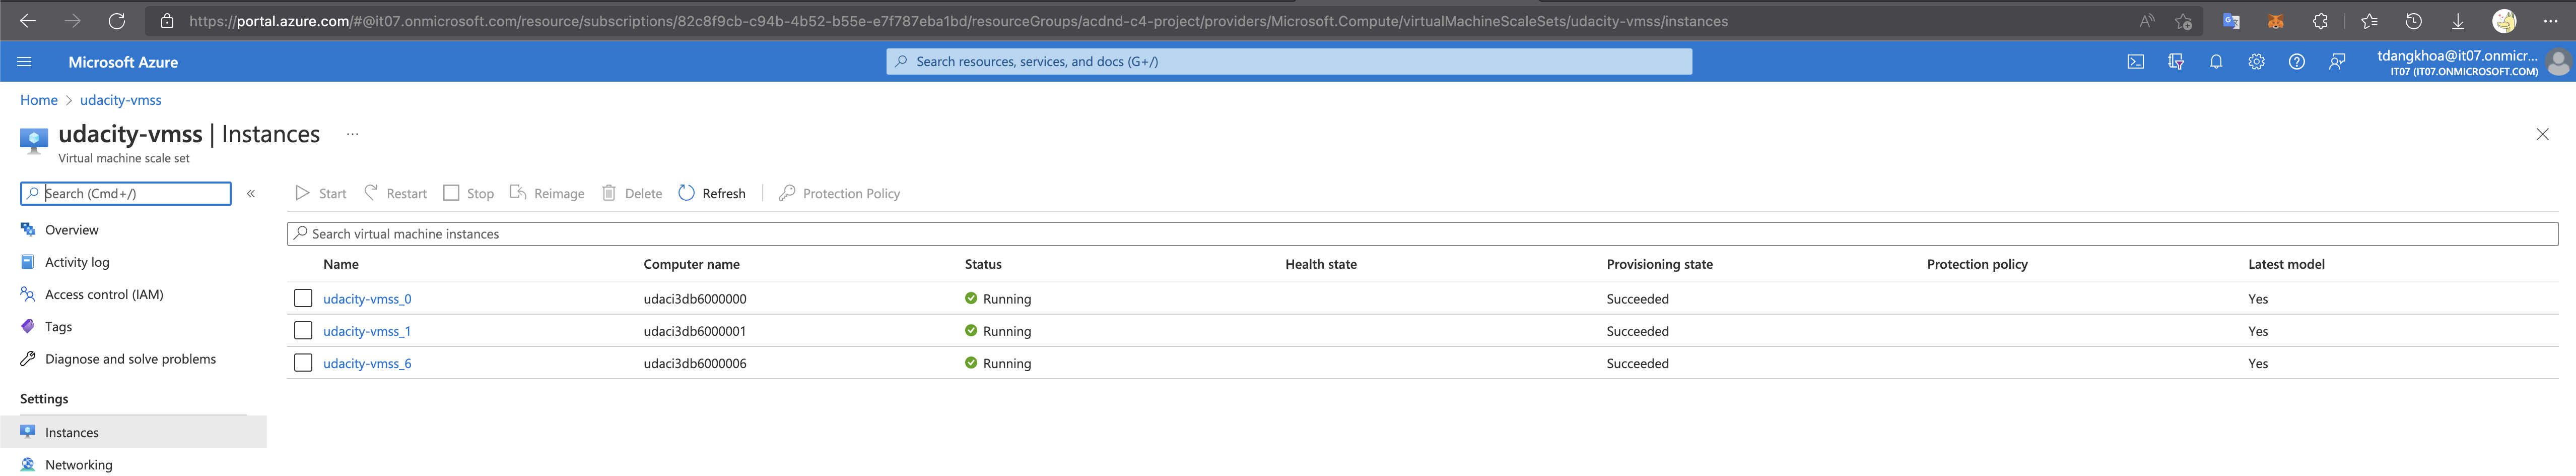 https://portal.azure.com/#@it07.onmicrosoft.com/resource/subscriptions/82c8f9cb-c94b-4b52-b55e-e7f787eba1bd/resourceGroups/acdnd-c4-project/providers/Microsoft.Compute/virtualMachineScaleSets/udacity-vmss/instances
Microsoft Azure
Search resources, services, and docs (G+/)
tdangkhoa@it07.onmicr...
IT07 (IT07.ONMICROSOFT.COM)
Home > udacity-vmss
udacity-vmss | Instances ...
Virtual machine scale set
Search (Cmd+/) «
Start Restart Stop Reimage Delete Refresh Protection Policy
Overview
Activity log
Access control (IAM)
Tags
Diagnose and solve problems
Settings
Instances
Networking
Search virtual machine instances
Name Computer name Status Health state Provisioning state Protection policy Latest model
udacity-vmss_0 udaci3db6000000 Running Succeeded Yes
udacity-vmss_1 udaci3db6000001 Running Succeeded Yes
udacity-vmss_6 udaci3db6000006 Running Succeeded Yes